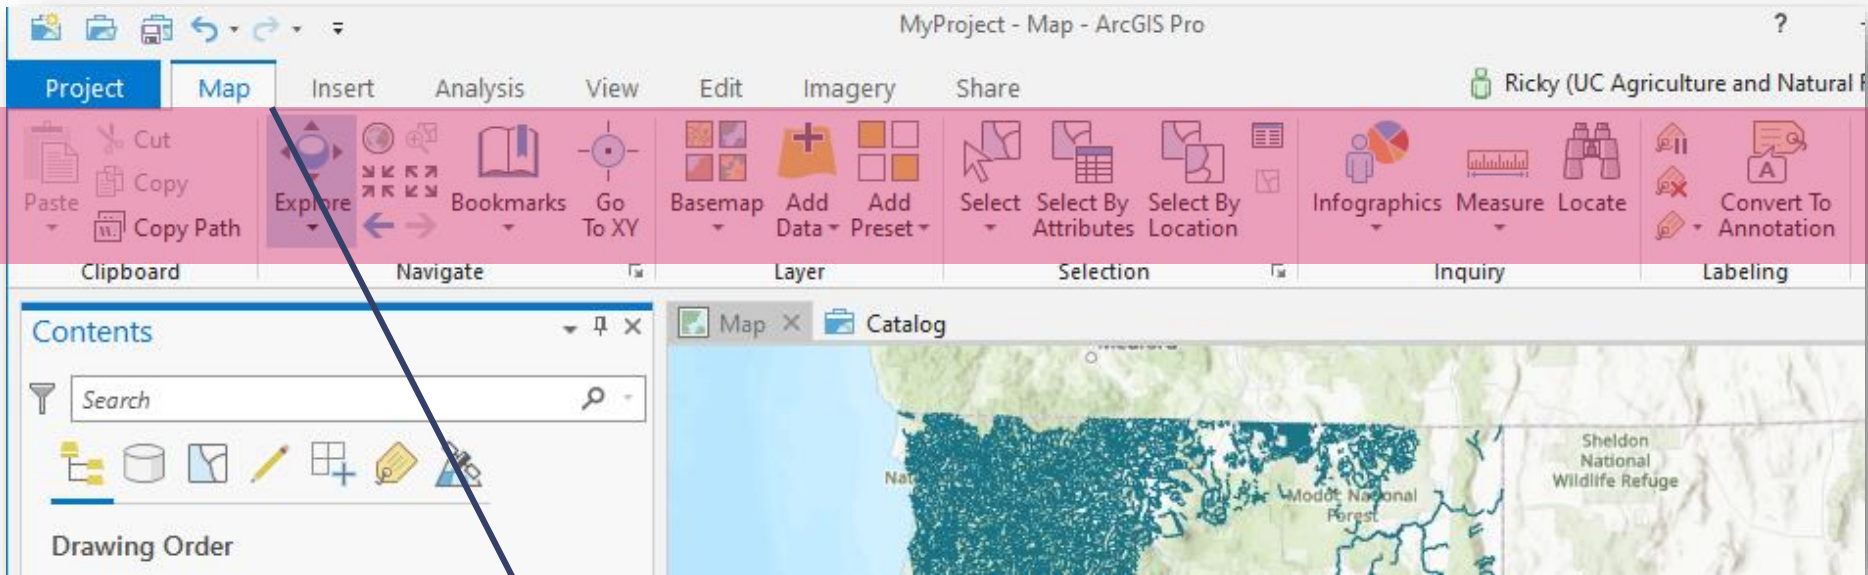 MyProject - Map - ArcGIS Pro
?
Project Map Insert Analysis View Edit Imagery Share
Ricky (UC Agriculture and Natural
Paste
Cut
Copy
Copy Path
Clipboard
Explore
Bookmarks
Go
To XY
Navigate
Basemap
Add
Data
Add
Preset
Layer
Select
Select By
Attributes
Select By
Location
Selection
Infographics
Measure
Locate
Inquiry
Convert To
Annotation
Labeling
Contents
Search
Drawing Order
Map
Catalog
Sheldon
National
Wildlife Refuge
Modoc National
Forest